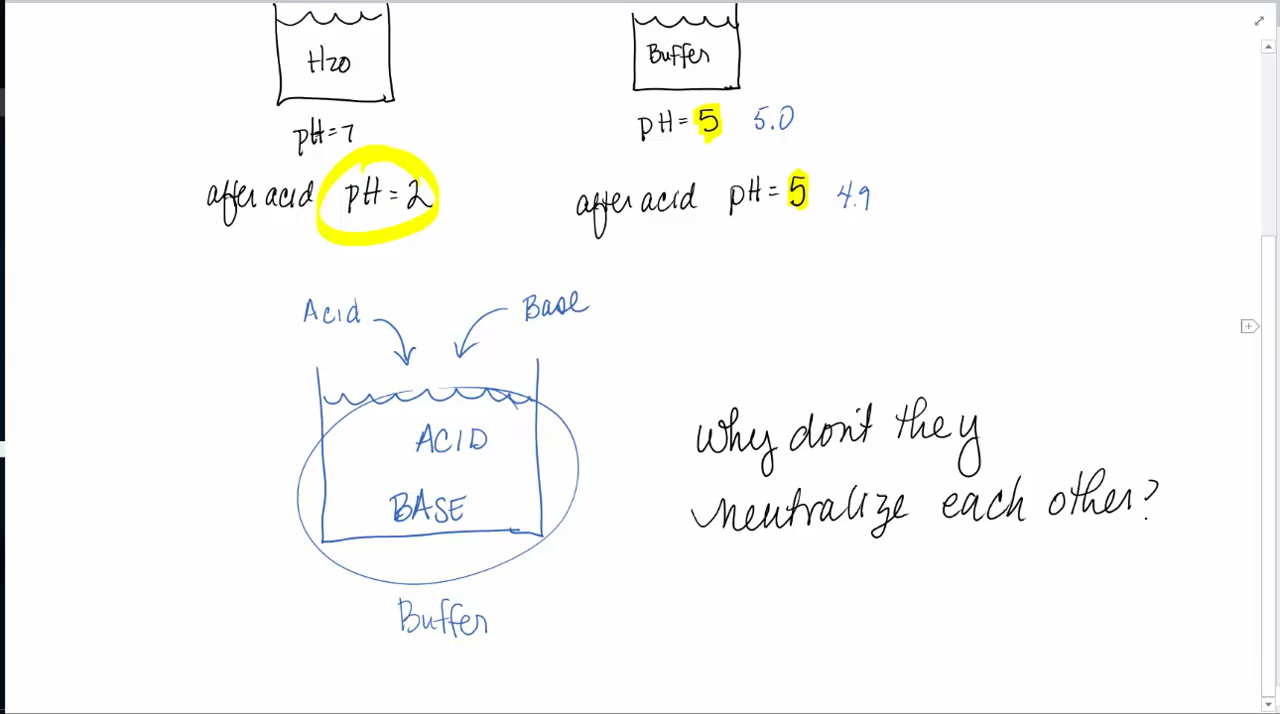 H20
Buffer
pH=7
pH=5 5.0
after acid pH=2
after acid pH=5 4.9
Acid
Base
ACID
BASE
Buffer
Why don't they
neutralize each other?